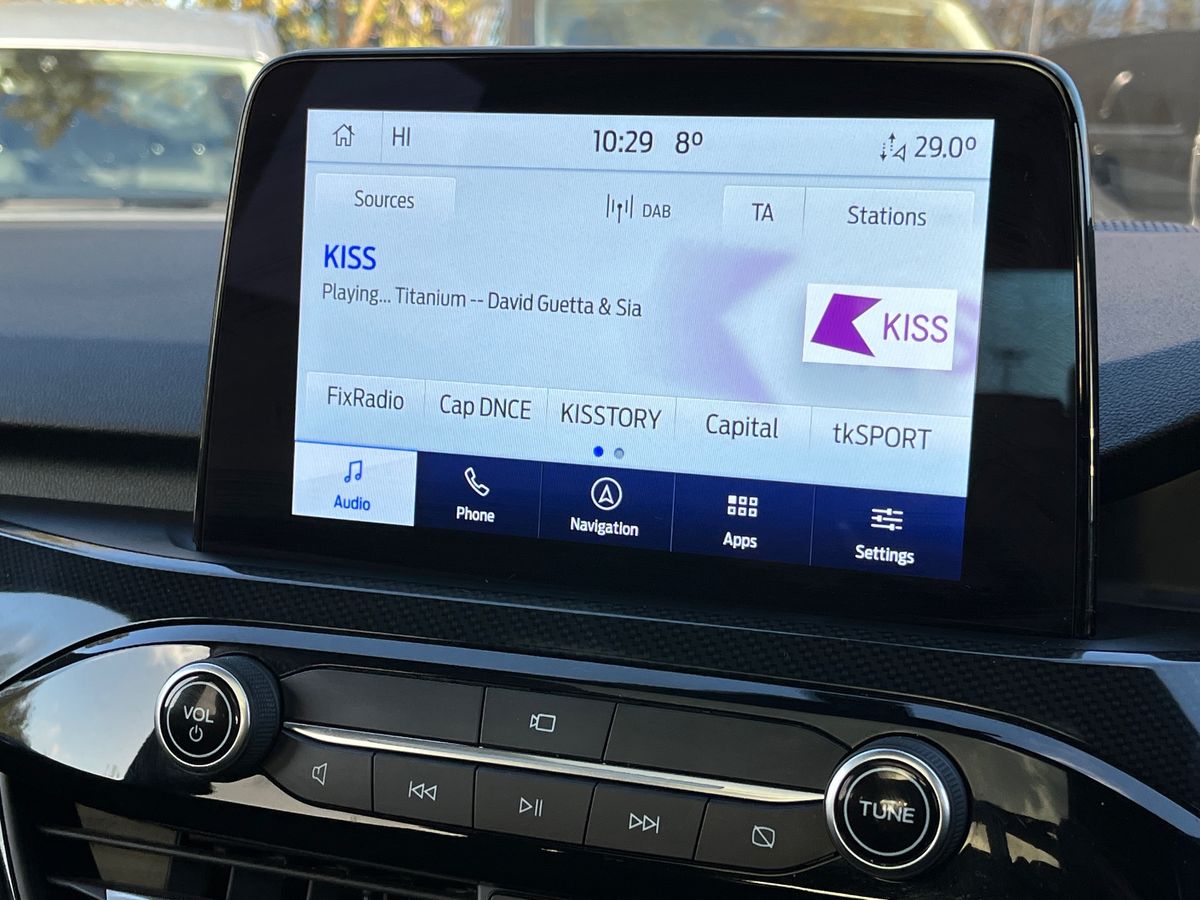 HI
10:29 8º
29.0º
Sources
DAB
TA
Stations
KISS
Playing... Titanium -- David Guetta & Sia
KISS
FixRadio
Cap DNCE
KISSTORY
Capital
tkSPORT
Audio
Phone
Navigation
Apps
Settings
VOL
TUNE